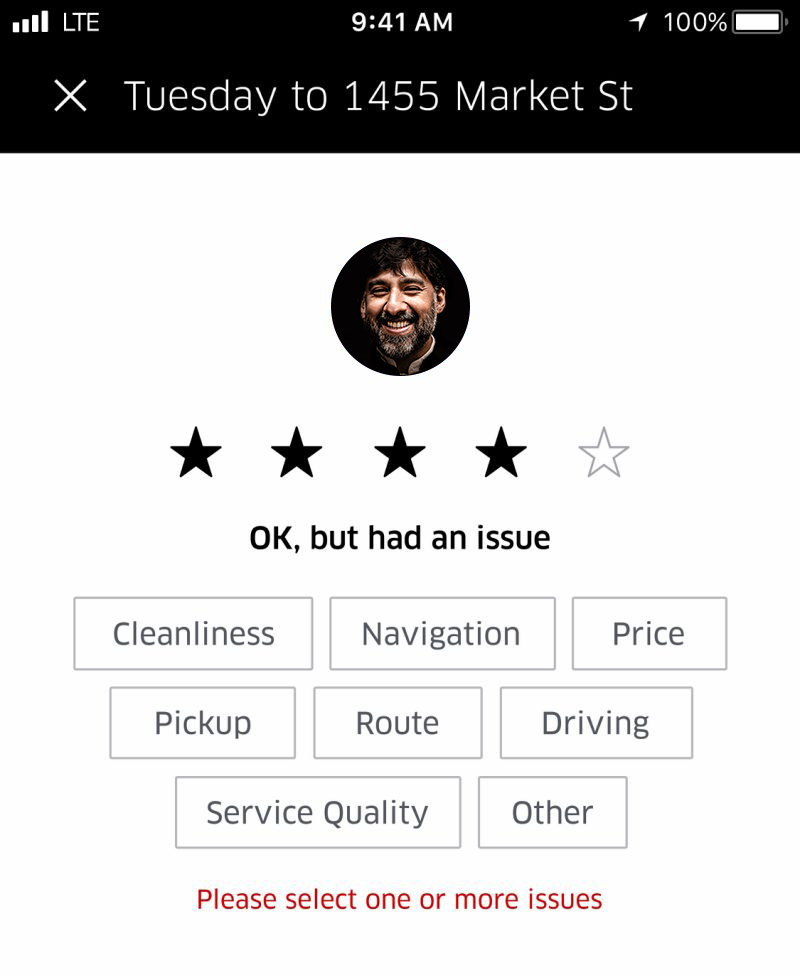 LTE 9:41 AM 100%
Tuesday to 1455 Market St
OK, but had an issue
Cleanliness Navigation Price
Pickup Route Driving
Service Quality Other
Please select one or more issues